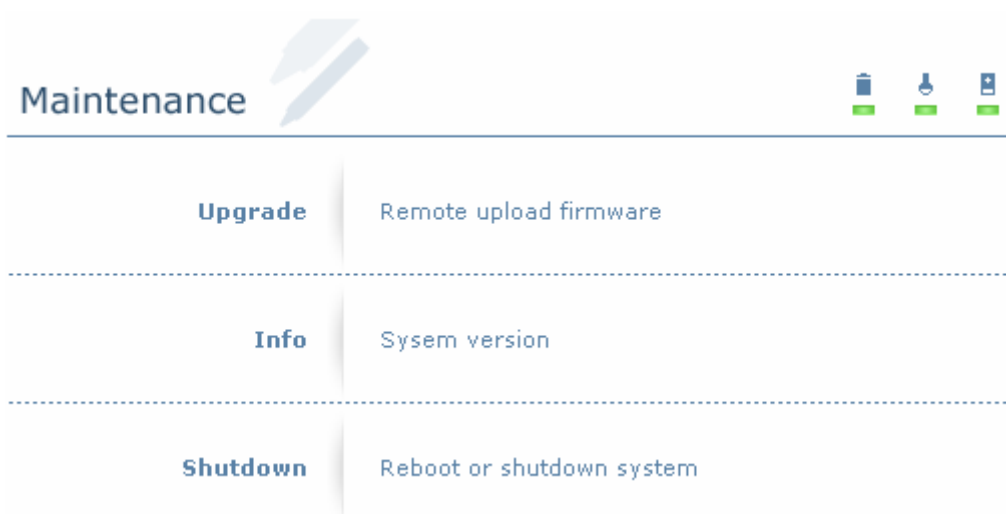 Maintenance
Upgrade Remote upload firmware
Info Sysem version
Shutdown Reboot or shutdown system